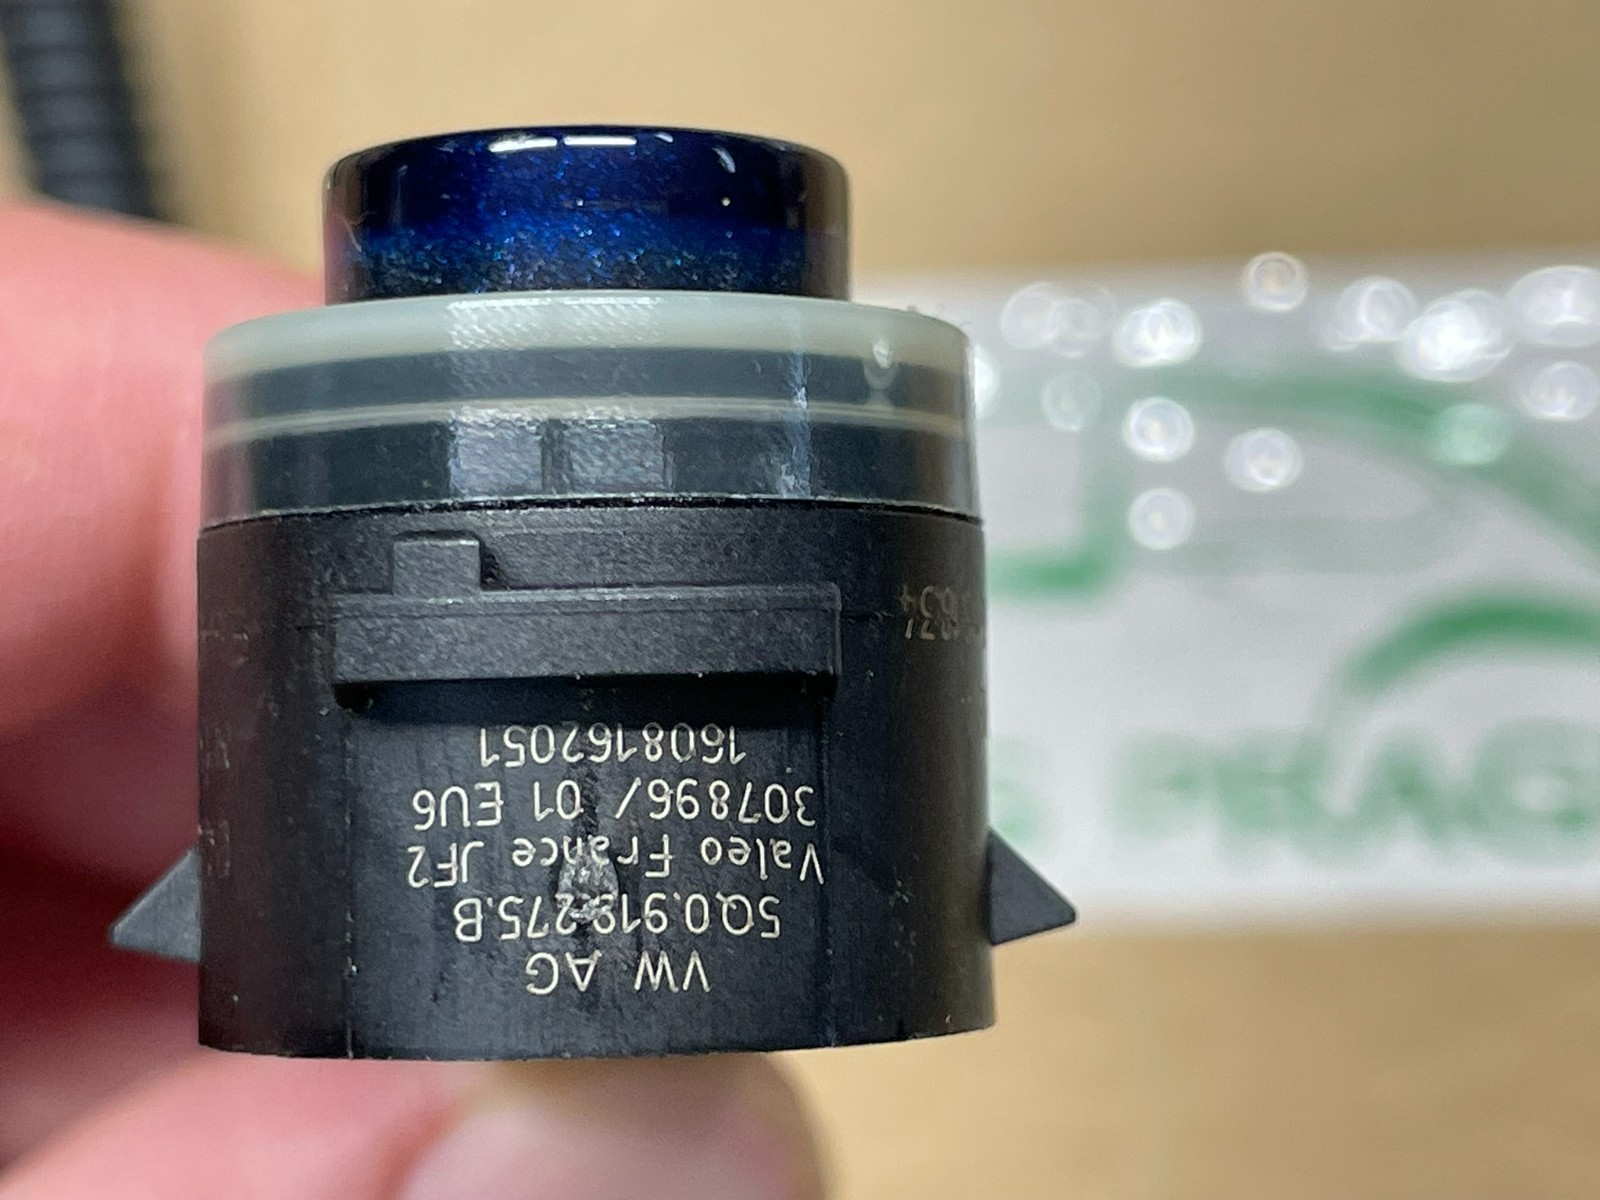 VW AG
5Q0.919.275.B
Valeo France JF2
307896/ 01 EU6
1608162051